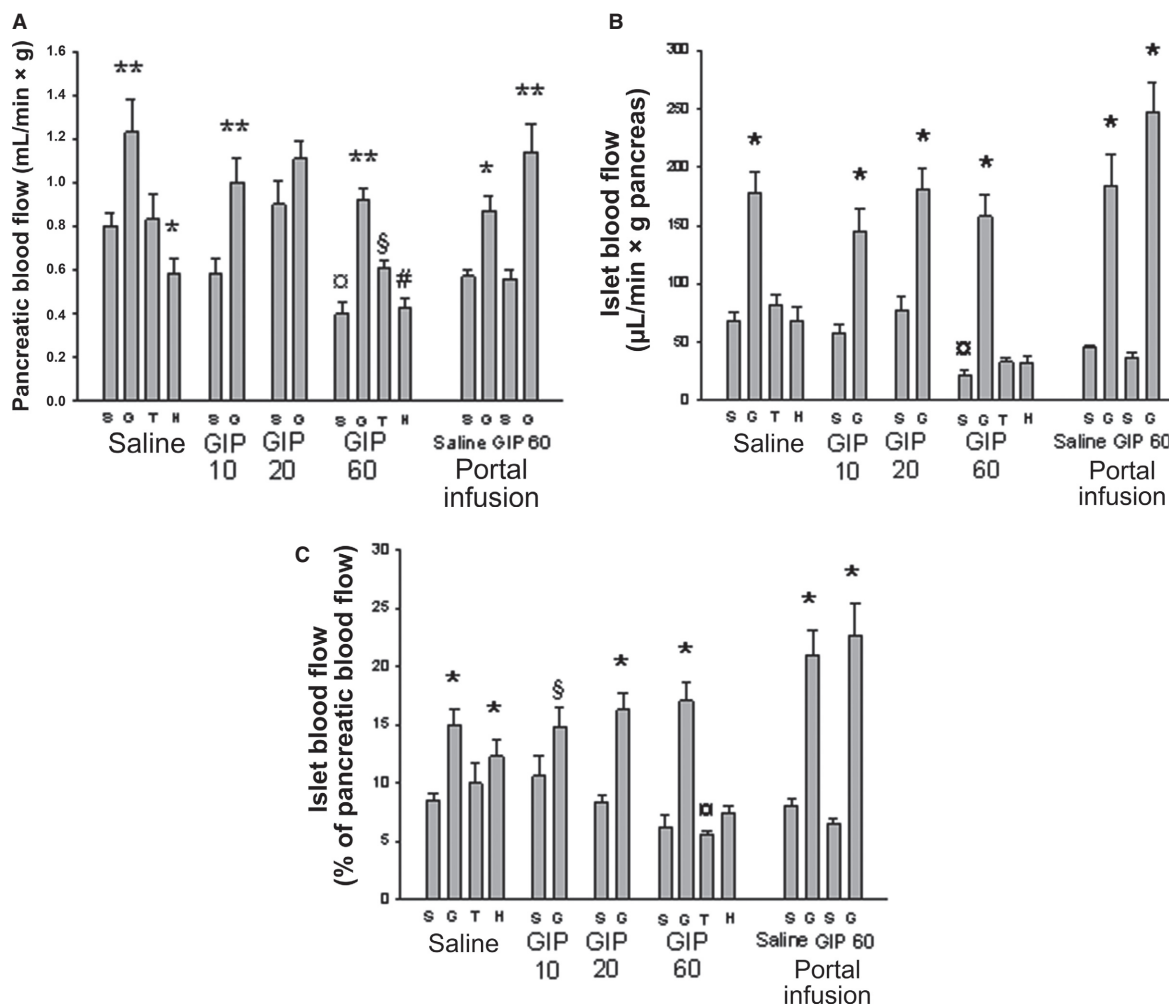 A
Pancreatic blood flow (mL/min × g)
1.6
1.4
1.2
1.0
0.8
0.6
0.4
0.2
0.0
** * ** ** * **
¤ § #
S G T H S G S G S G T H S G S G
Saline GIP GIP GIP Saline GIP 60
10 20 60 Portal
infusion
B
Islet blood flow
(µL/min × g pancreas)
300
250
200
150
100
50
0
* * * * * *
¤
S G T H S G S G S G T H S G S G
Saline GIP GIP GIP Saline GIP 60
10 20 60 Portal
infusion
C
Islet blood flow
(% of pancreatic blood flow)
30
25
20
15
10
5
0
* * § * * ¤ * *
S G T H S G S G S G T H S G S G
Saline GIP GIP GIP Saline GIP 60
10 20 60 Portal
infusion